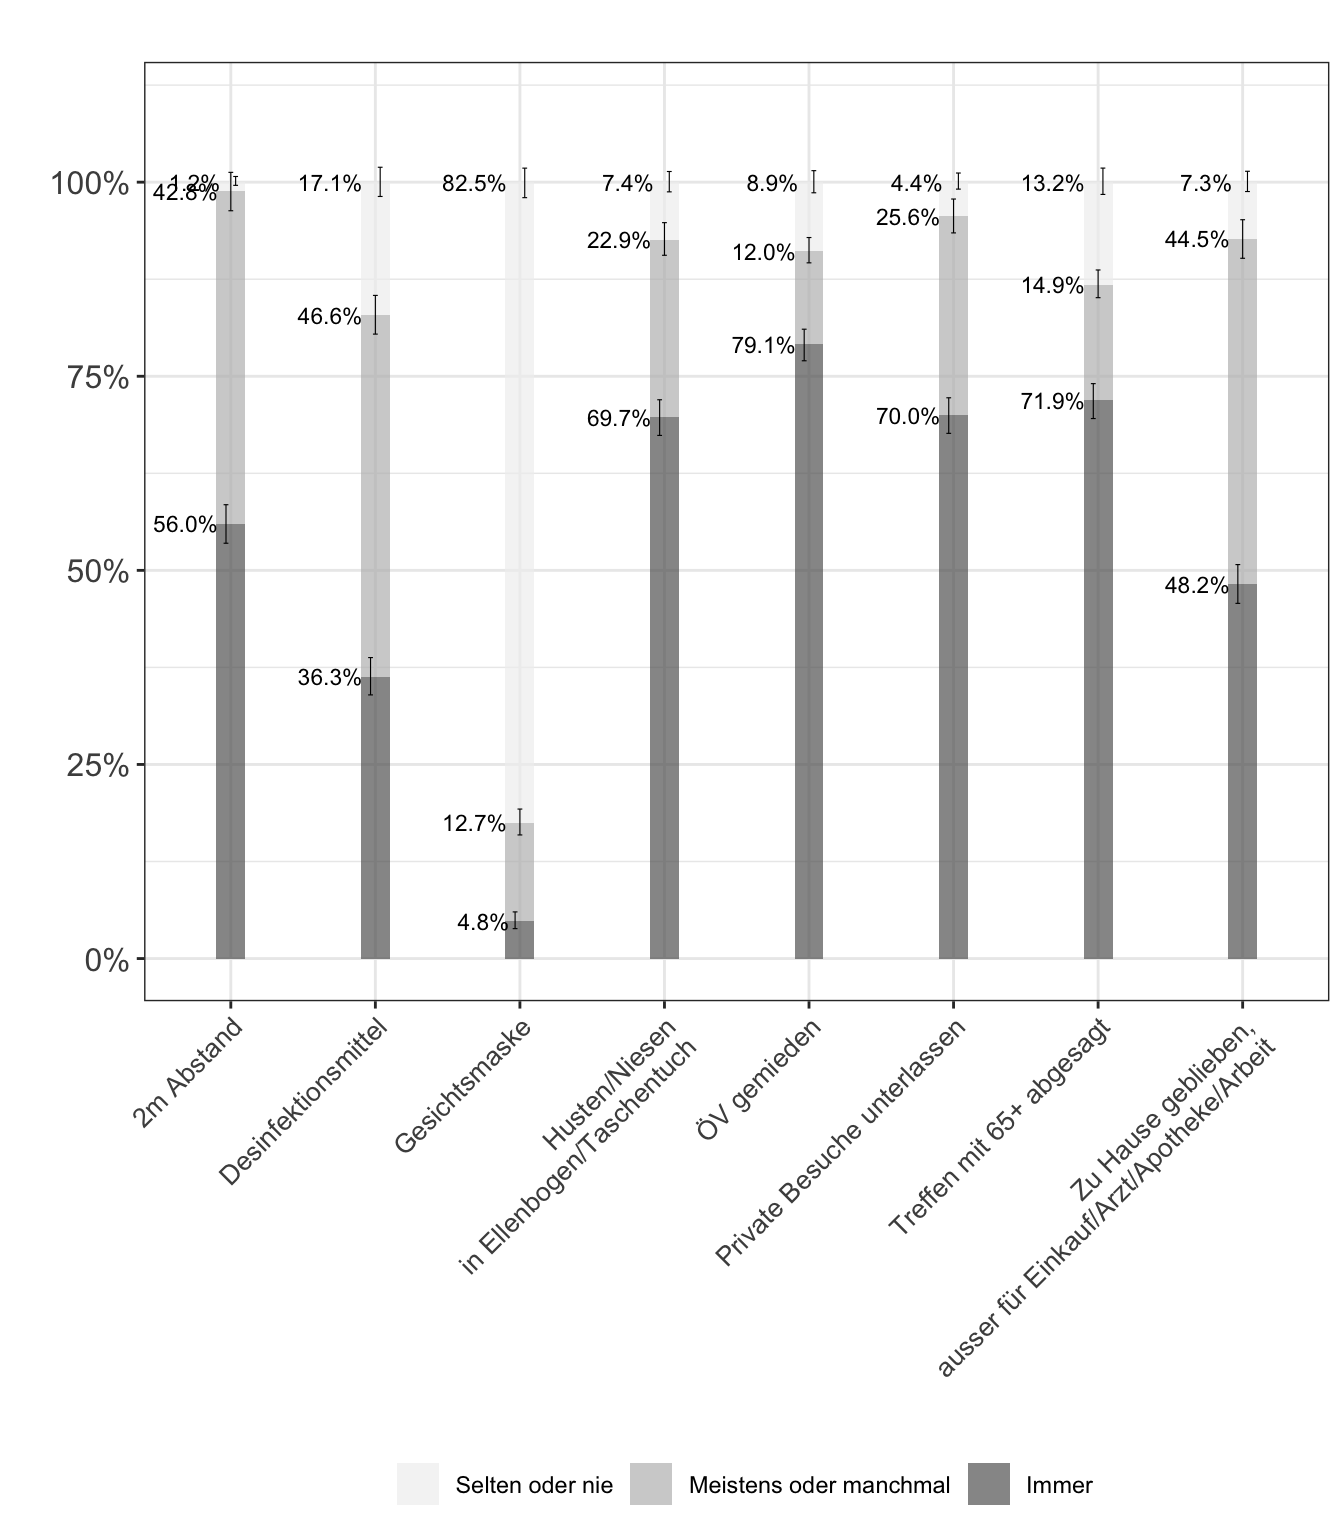 100%
75%
50%
25%
0%
1.2%
42.8%
56.0%
17.1%
46.6%
36.3%
82.5%
12.7%
4.8%
7.4%
22.9%
69.7%
8.9%
12.0%
79.1%
4.4%
25.6%
70.0%
13.2%
14.9%
71.9%
7.3%
44.5%
48.2%
2m Abstand
Desinfektionsmittel
Gesichtsmaske
Husten/Niesen
in Ellenbogen/Taschentuch
ÖV gemieden
Private Besuche unterlassen
Treffen mit 65+ abgesagt
Zu Hause geblieben,
ausser für Einkauf/Arzt/Apotheke/Arbeit
Selten oder nie
Meistens oder manchmal
Immer